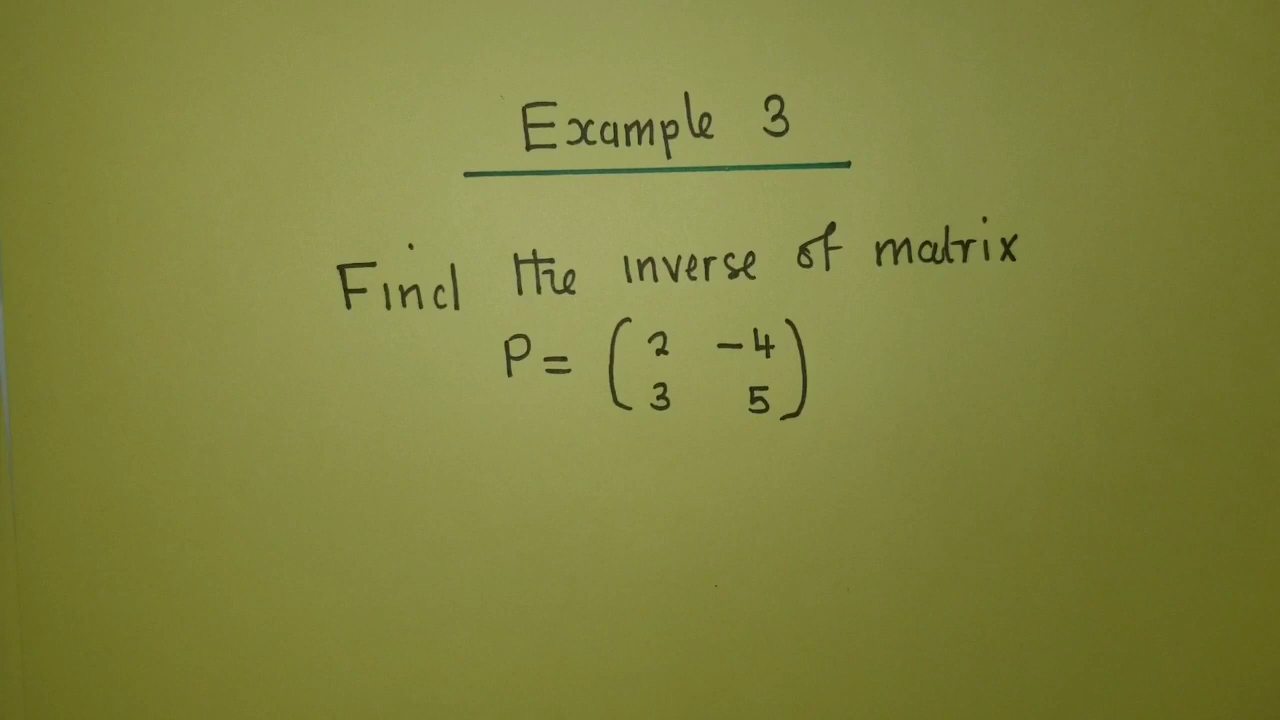 Example 3
Find the inverse of matrix
P = ( 2 -4
3 5 )